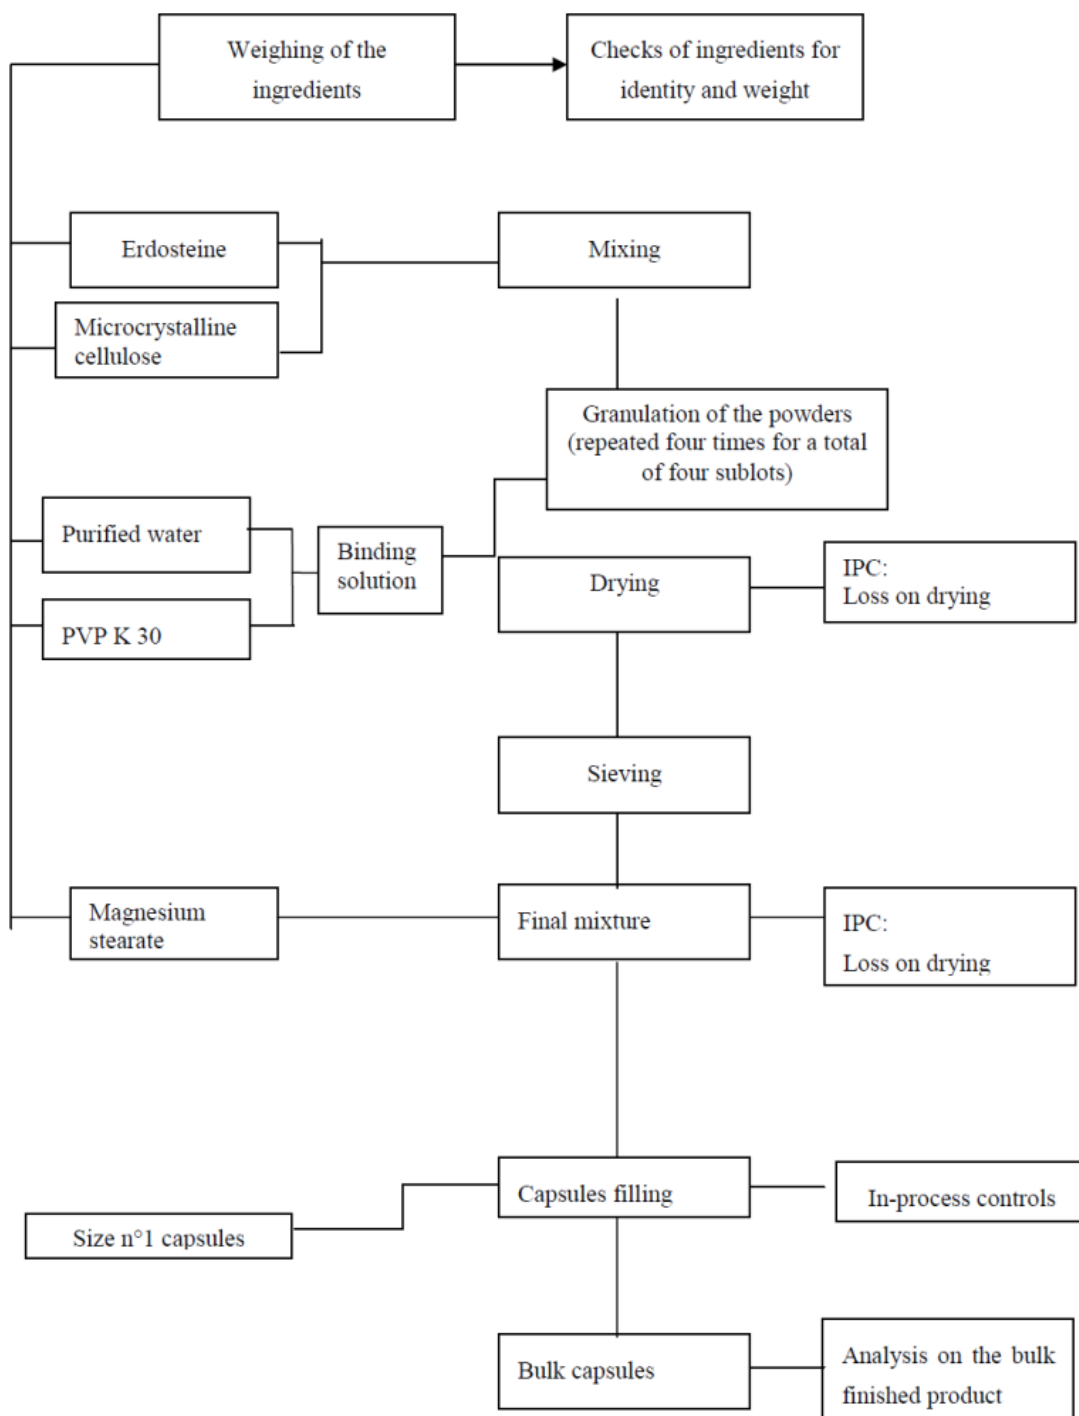 Weighing of the
ingredients
Checks of ingredients for
identity and weight
Erdosteine
Mixing
Microcrystalline
cellulose
Granulation of the powders
(repeated four times for a total
of four sublots)
Purified water
Binding
solution
PVP K 30
Drying
IPC:
Loss on drying
Sieving
Magnesium
stearate
Final mixture
IPC:
Loss on drying
Capsules filling
In-process controls
Size n°1 capsules
Bulk capsules
Analysis on the bulk
finished product